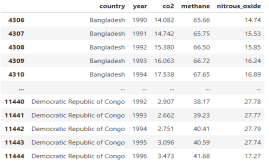 country year co2 methane nitrous_oxide
4306 Bangladesh 1990 14.082 65.66 14.74
4307 Bangladesh 1991 14.742 65.75 15.53
4308 Bangladesh 1992 15.380 66.50 15.85
4309 Bangladesh 1993 16.063 66.72 16.24
4310 Bangladesh 1994 17.538 67.65 16.89
... ... ... ... ... ...
11440 Democratic Republic of Congo 1992 2.907 38.17 27.78
11441 Democratic Republic of Congo 1993 2.662 39.23 27.77
11442 Democratic Republic of Congo 1994 2.751 40.41 27.79
11443 Democratic Republic of Congo 1995 3.096 40.59 27.74
11444 Democratic Republic of Congo 1996 3.473 41.68 17.27